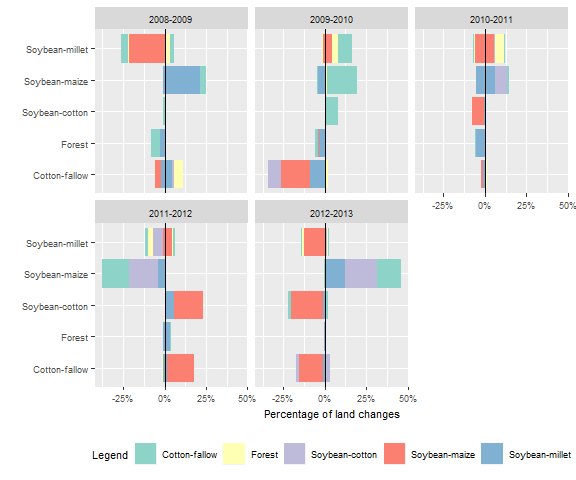 2008-2009 2009-2010 2010-2011
Soybean-millet
Soybean-maize
Soybean-cotton
Forest
Cotton-fallow
-25% 0% 25% 50%
2011-2012 2012-2013
Soybean-millet
Soybean-maize
Soybean-cotton
Forest
Cotton-fallow
-25% 0% 25% 50% -25% 0% 25% 50%
Percentage of land changes
Legend Cotton-fallow Forest Soybean-cotton Soybean-maize Soybean-millet